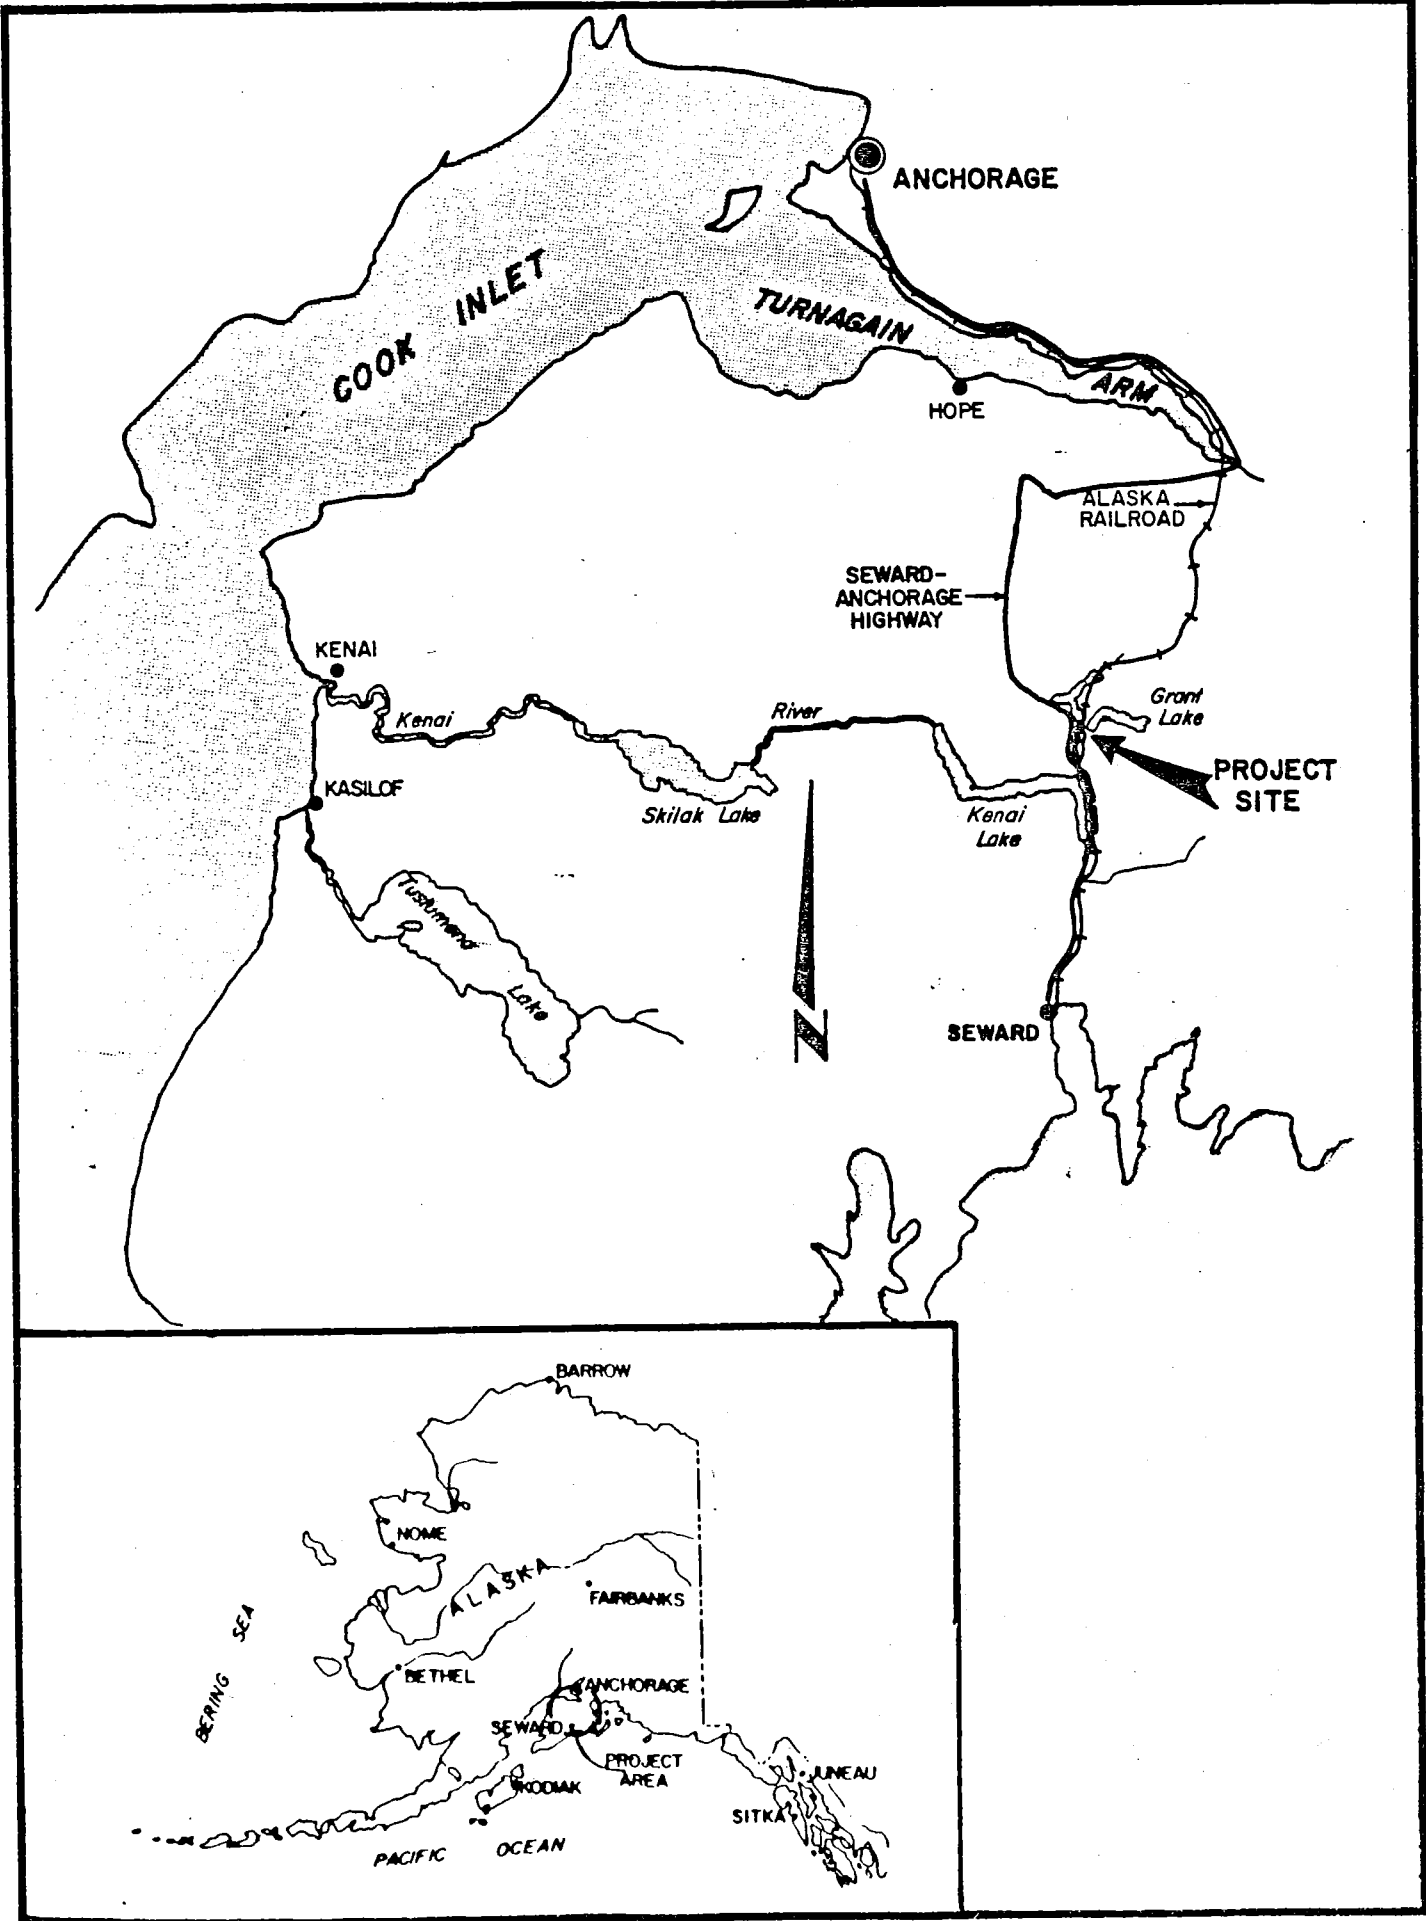 ANCHORAGE
COOK INLET
TURNAGAIN
ARM
HOPE
ALASKA
RAILROAD
SEWARD-
ANCHORAGE
HIGHWAY
KENAI
Kenai
River
Grant
Lake
PROJECT
SITE
KASILOF
Skilak Lake
Kenai
Lake
Tustumena
Lake
N
SEWARD
BARROW
NOME
ALASKA
FAIRBANKS
BERING SEA
BETHEL
ANCHORAGE
SEWARD
PROJECT
AREA
KODIAK
JUNEAU
SITKA
PACIFIC OCEAN